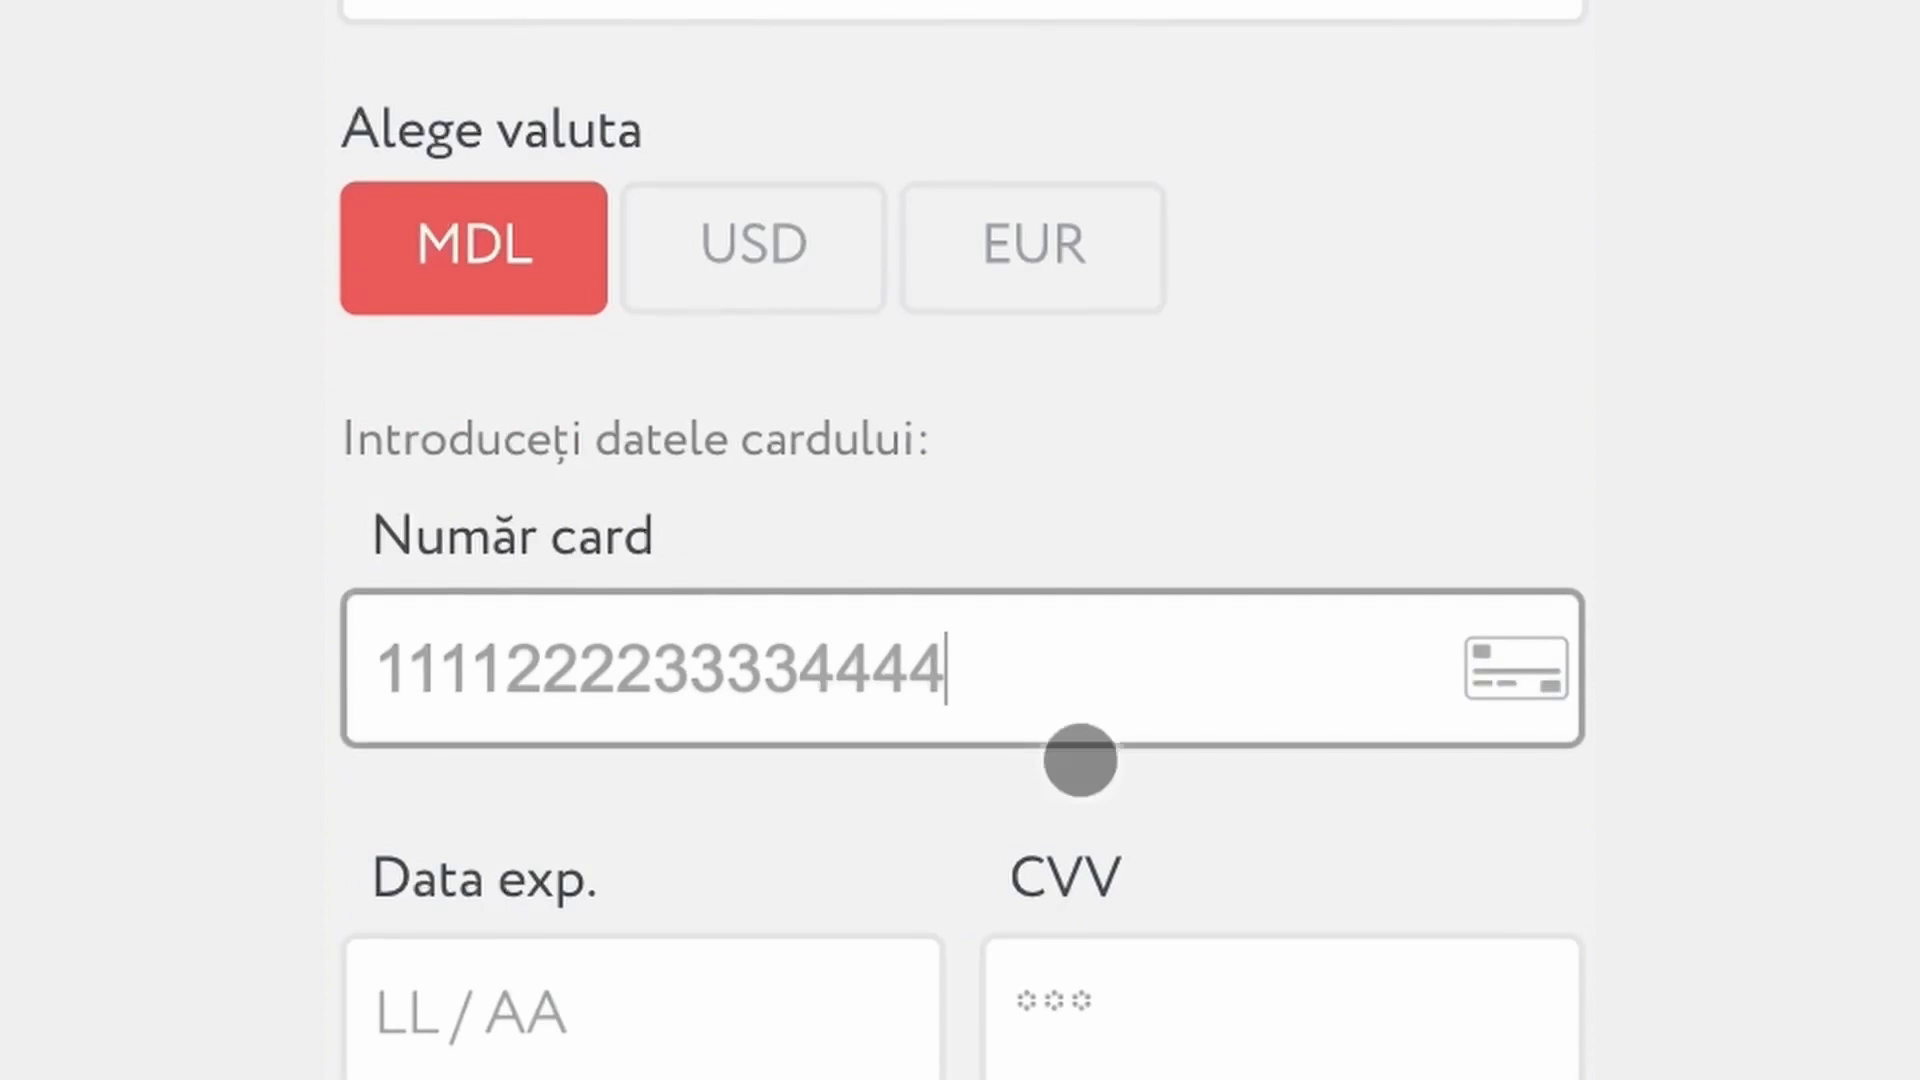 Alege valuta
MDL USD EUR
Introduceți datele cardului:
Număr card
1111222233334444
Data exp. CVV
LL / AA ***